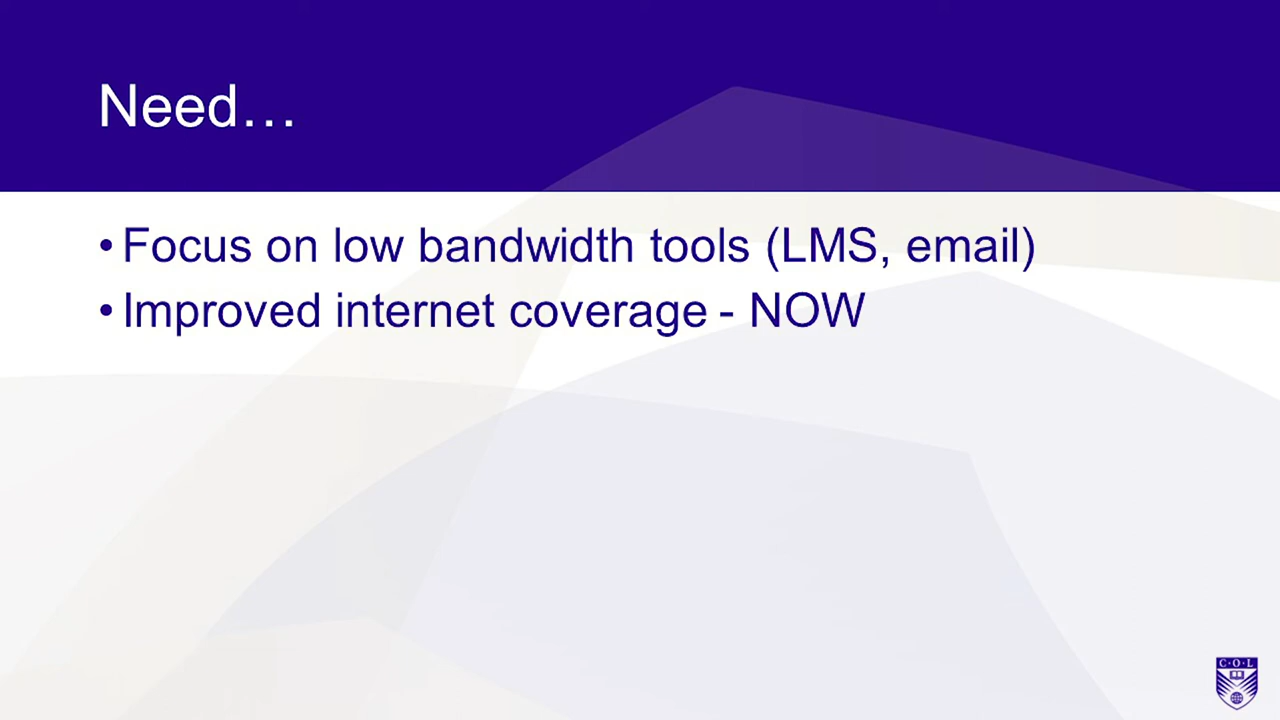 Need…
• Focus on low bandwidth tools (LMS, email)
• Improved internet coverage - NOW
C·O·L